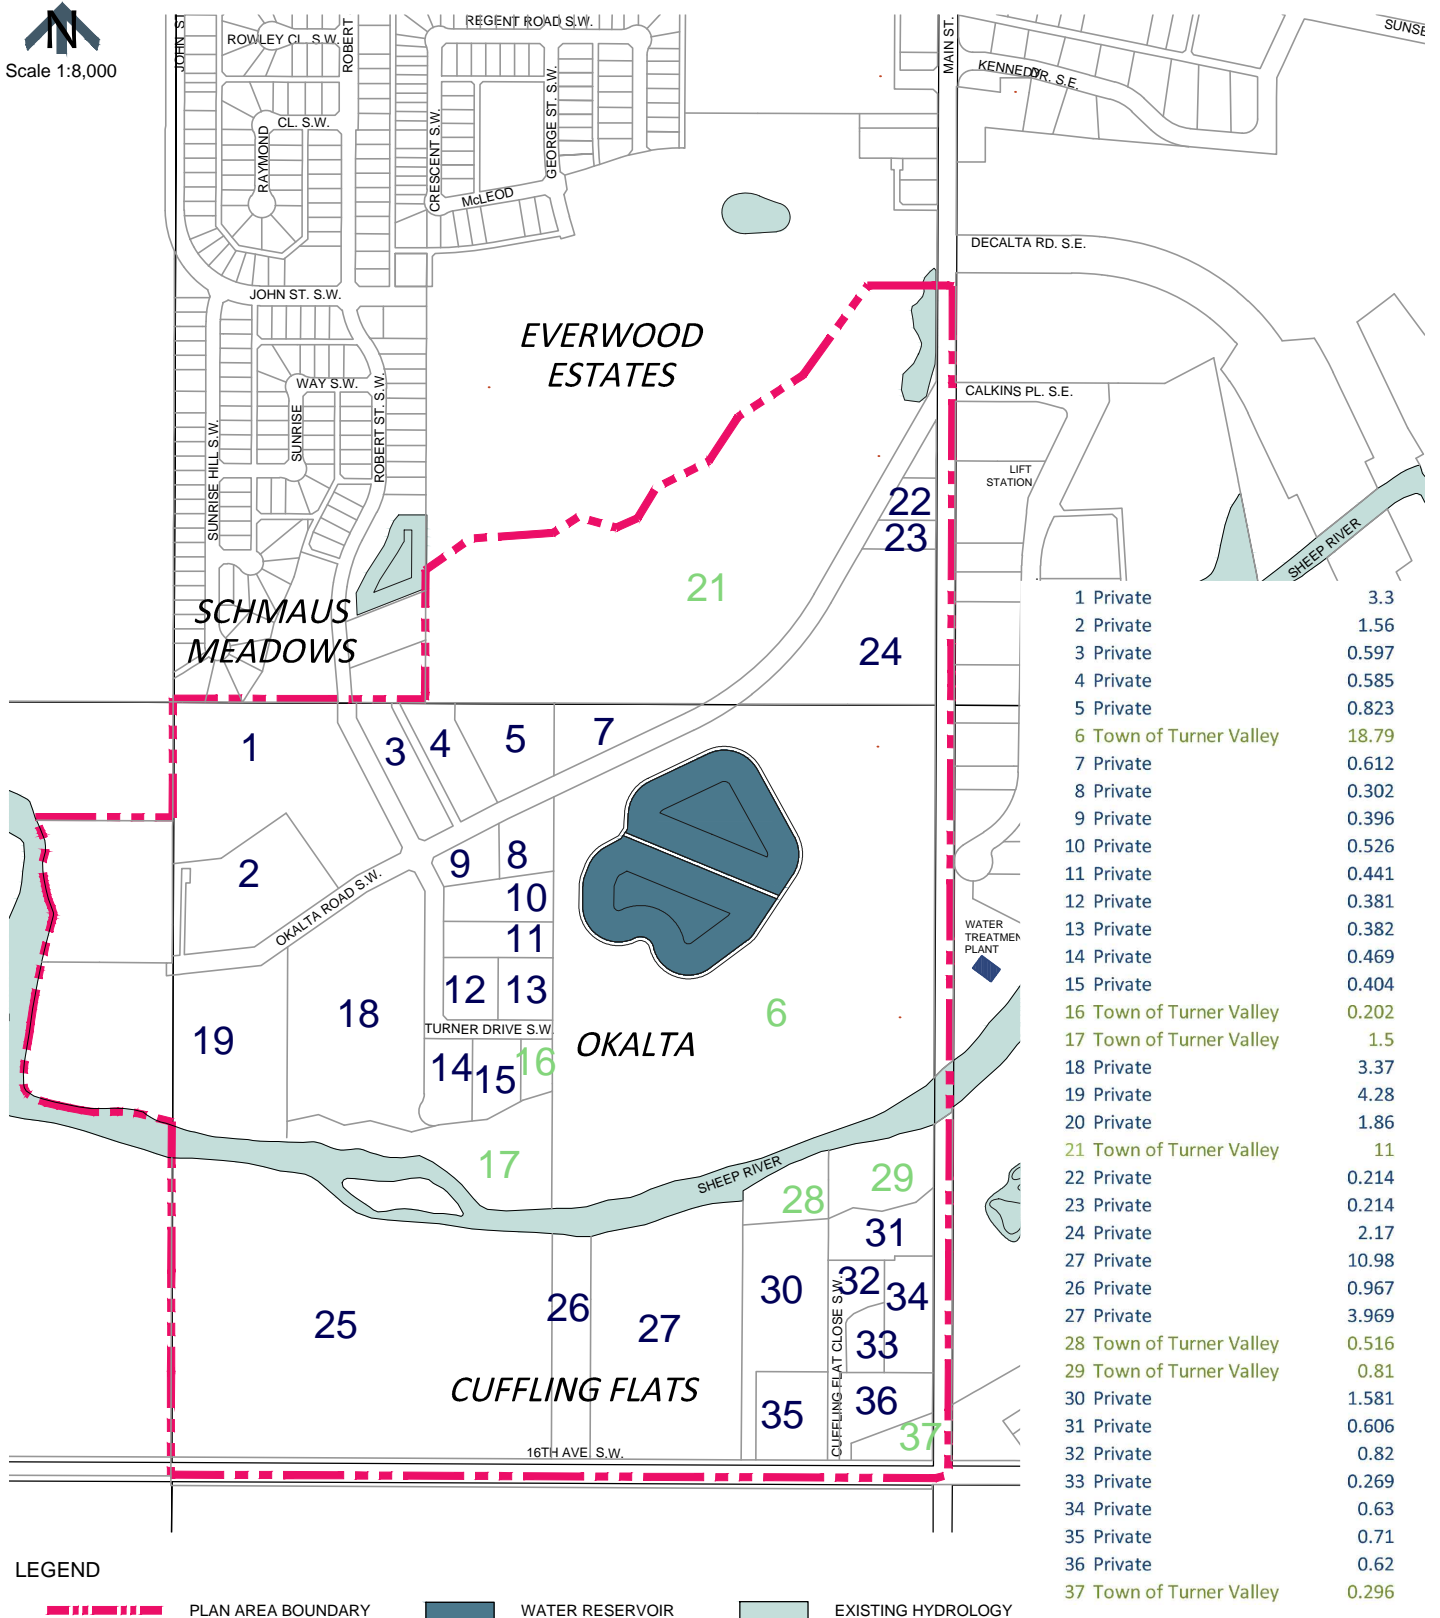 N
Scale 1:8,000
JOHN ST
ROWLEY CL. S.W.
ROBERT
REGENT ROAD S.W.
MAIN ST.
KENNEDY DR. S.E.
CL. S.W.
RAYMOND
CRESCENT S.W.
GEORGE ST. S.W.
McLEOD
DECALTA RD. S.E.
JOHN ST. S.W.
EVERWOOD
ESTATES
WAY S.W.
SUNRISE
ROBERT ST. S.W.
SUNRISE HILL S.W.
CALKINS PL. S.E.
LIFT
STATION
SHEEP RIVER
22
23
21
24
SCHMAUS
MEADOWS
1
3
4
5
7
2
9
8
10
11
OKALTA ROAD S.W.
12
13
18
19
TURNER DRIVE S.W.
OKALTA
6
14
15
16
WATER
TREATMEN
PLANT
17
SHEEP RIVER
28
29
31
30
32
34
33
25
26
27
CUFFLING FLATS
CUFFLING FLAT CLOSE S.W.
35
36
37
16TH AVE S.W.
1 Private 3.3
2 Private 1.56
3 Private 0.597
4 Private 0.585
5 Private 0.823
6 Town of Turner Valley 18.79
7 Private 0.612
8 Private 0.302
9 Private 0.396
10 Private 0.526
11 Private 0.441
12 Private 0.381
13 Private 0.382
14 Private 0.469
15 Private 0.404
16 Town of Turner Valley 0.202
17 Town of Turner Valley 1.5
18 Private 3.37
19 Private 4.28
20 Private 1.86
21 Town of Turner Valley 11
22 Private 0.214
23 Private 0.214
24 Private 2.17
27 Private 10.98
26 Private 0.967
27 Private 3.969
28 Town of Turner Valley 0.516
29 Town of Turner Valley 0.81
30 Private 1.581
31 Private 0.606
32 Private 0.82
33 Private 0.269
34 Private 0.63
35 Private 0.71
36 Private 0.62
37 Town of Turner Valley 0.296
LEGEND
PLAN AREA BOUNDARY
WATER RESERVOIR
EXISTING HYDROLOGY